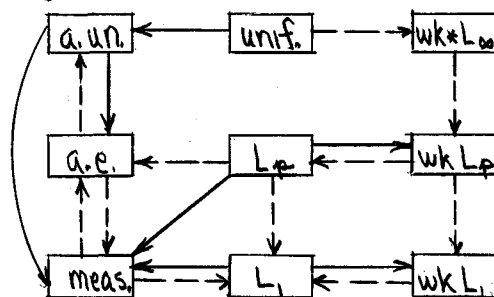 a.un. unif. wk*L∞
a.e. Lp wk Lp
meas. L1 wk L1